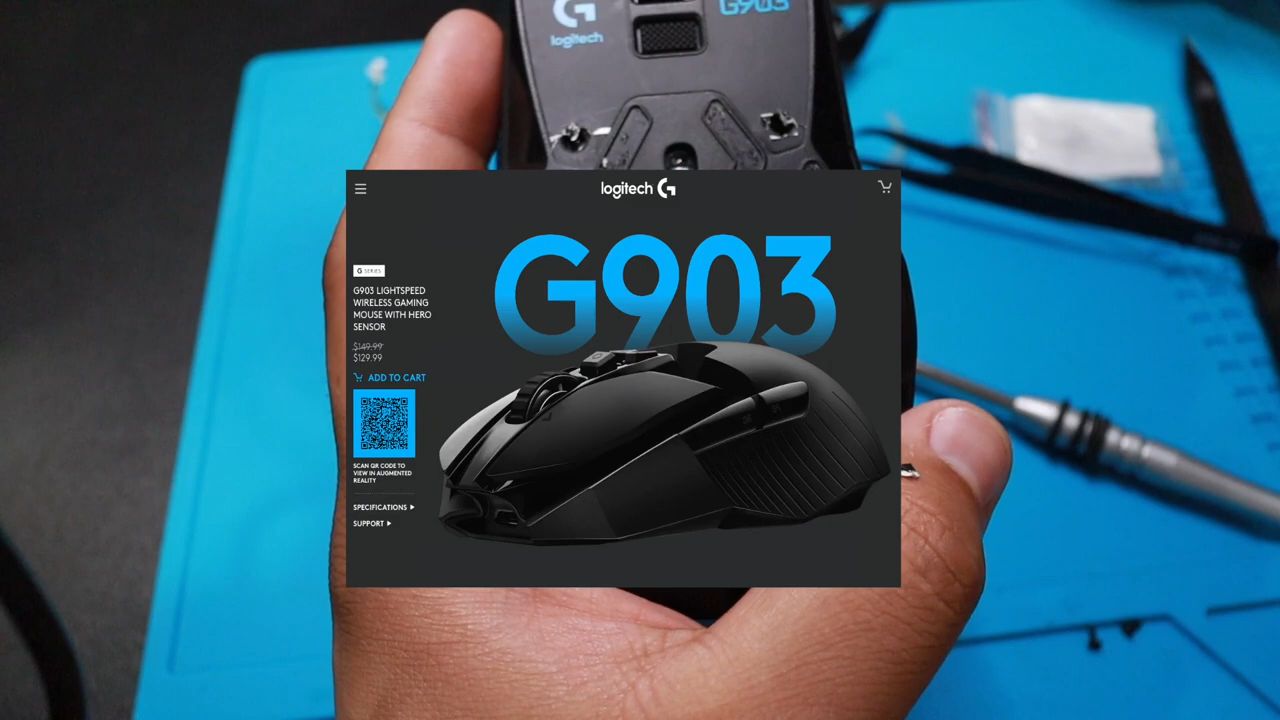 logitech
G903
logitech G
G903
G SERIES
G903 LIGHTSPEED
WIRELESS GAMING
MOUSE WITH HERO
SENSOR
$149.99
$129.99
ADD TO CART
SCAN QR CODE TO
VIEW IN AUGMENTED
REALITY
SPECIFICATIONS
SUPPORT